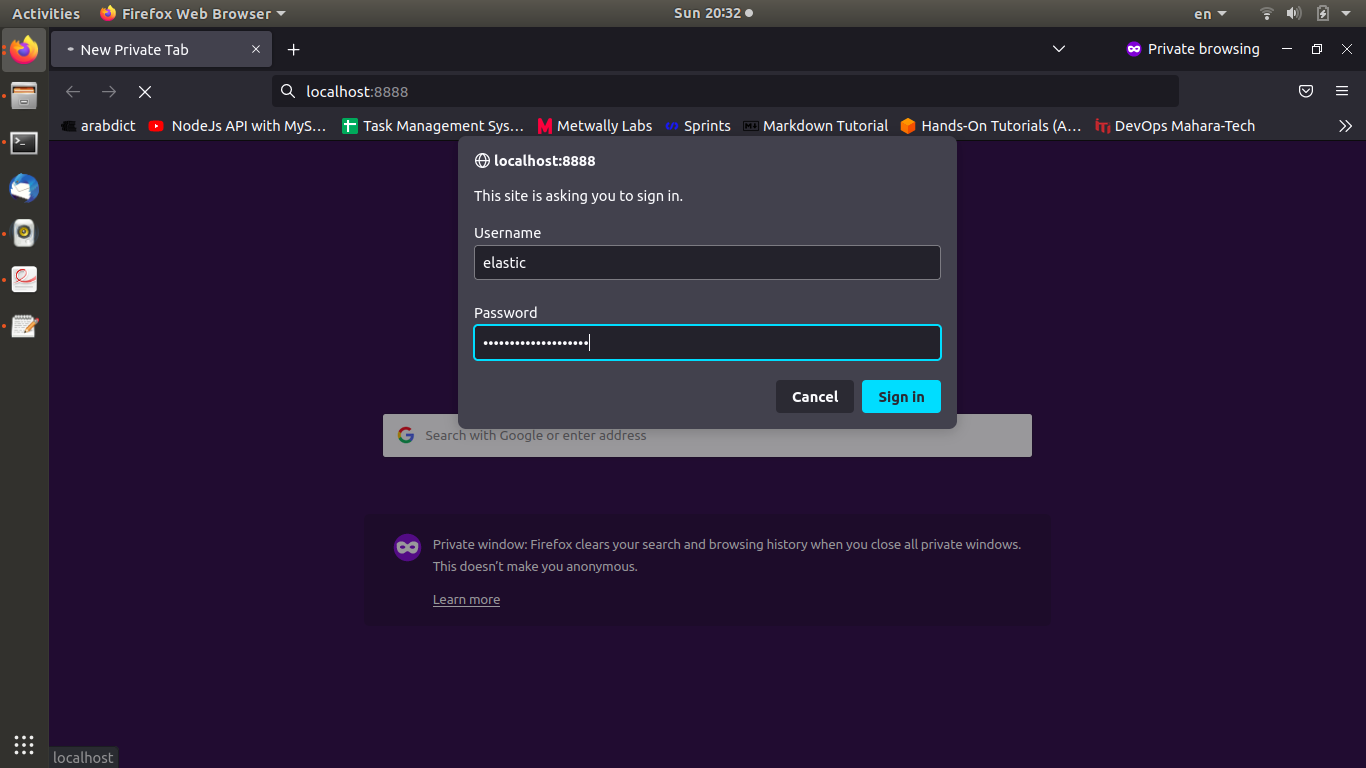 Activities Firefox Web Browser Sun 20:32 en
New Private Tab Private browsing
localhost:8888
arabdict NodeJs API with MyS… Task Management Sys… Metwally Labs Sprints Markdown Tutorial Hands-On Tutorials (A… DevOps Mahara-Tech
localhost:8888
This site is asking you to sign in.
Username
elastic
Password
••••••••••••••••••••
Cancel Sign in
Search with Google or enter address
Private window: Firefox clears your search and browsing history when you close all private windows.
This doesn't make you anonymous.
Learn more
localhost